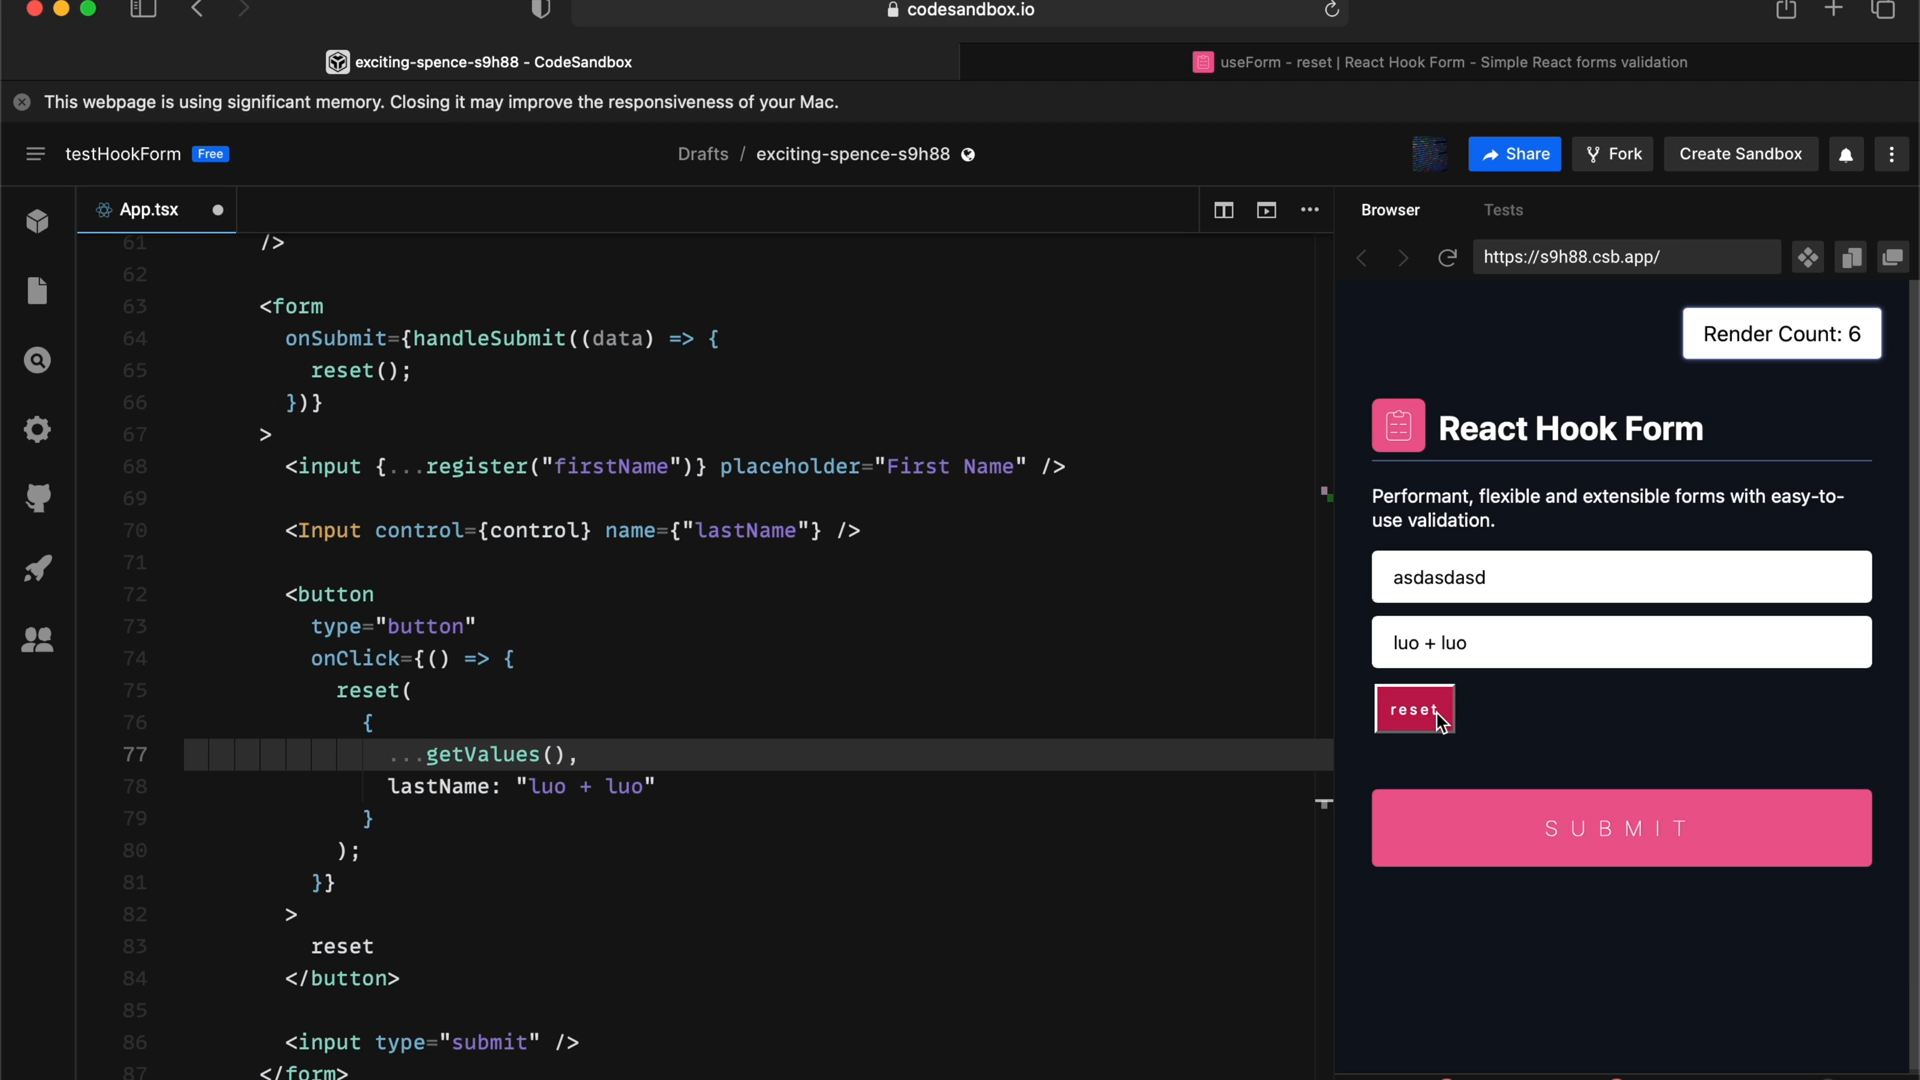 codesandbox.io
exciting-spence-s9h88 - CodeSandbox
useForm - reset | React Hook Form - Simple React forms validation
This webpage is using significant memory. Closing it may improve the responsiveness of your Mac.
testHookForm Free
Drafts / exciting-spence-s9h88
Share
Fork
Create Sandbox
App.tsx
Browser
Tests
https://s9h88.csb.app/
61 />
62
63 <form
64 onSubmit={handleSubmit((data) => {
65 reset();
66 })}
67 >
68 <input {...register("firstName")} placeholder="First Name" />
69
70 <Input control={control} name={"lastName"} />
71
72 <button
73 type="button"
74 onClick={() => {
75 reset(
76 {
77 ...getValues(),
78 lastName: "luo + luo"
79 }
80 );
81 }}
82 >
83 reset
84 </button>
85
86 <input type="submit" />
87 </form>
Render Count: 6
React Hook Form
Performant, flexible and extensible forms with easy-to-
use validation.
asdasdasd
luo + luo
reset
SUBMIT